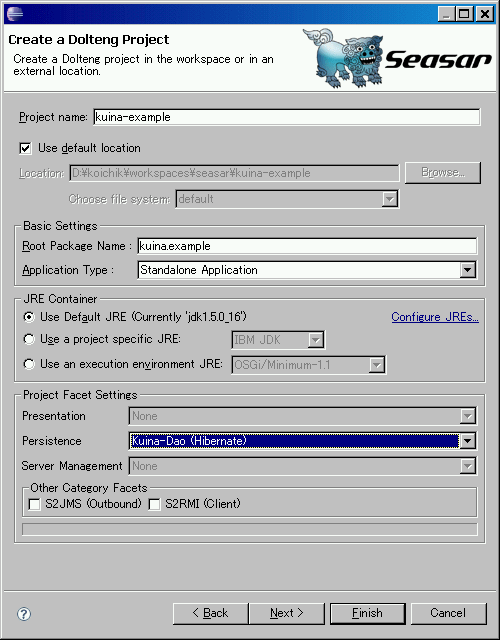 Create a Dolteng Project
Create a Dolteng project in the workspace or in an external location.
Seasar
Project name: kuina-example
Use default location
Location: D:¥koichik¥workspaces¥seasar¥kuina-example Browse...
Choose file system: default
Basic Settings
Root Package Name : kuina.example
Application Type : Standalone Application
JRE Container
Use Default JRE (Currently 'jdk1.5.0_16') Configure JREs...
Use a project specific JRE: IBM JDK
Use an execution environment JRE: OSGi/Minimum-1.1
Project Facet Settings
Presentation None
Persistence Kuina-Dao (Hibernate)
Server Management None
Other Category Facets
S2JMS (Outbound) S2RMI (Client)
? < Back Next > Finish Cancel